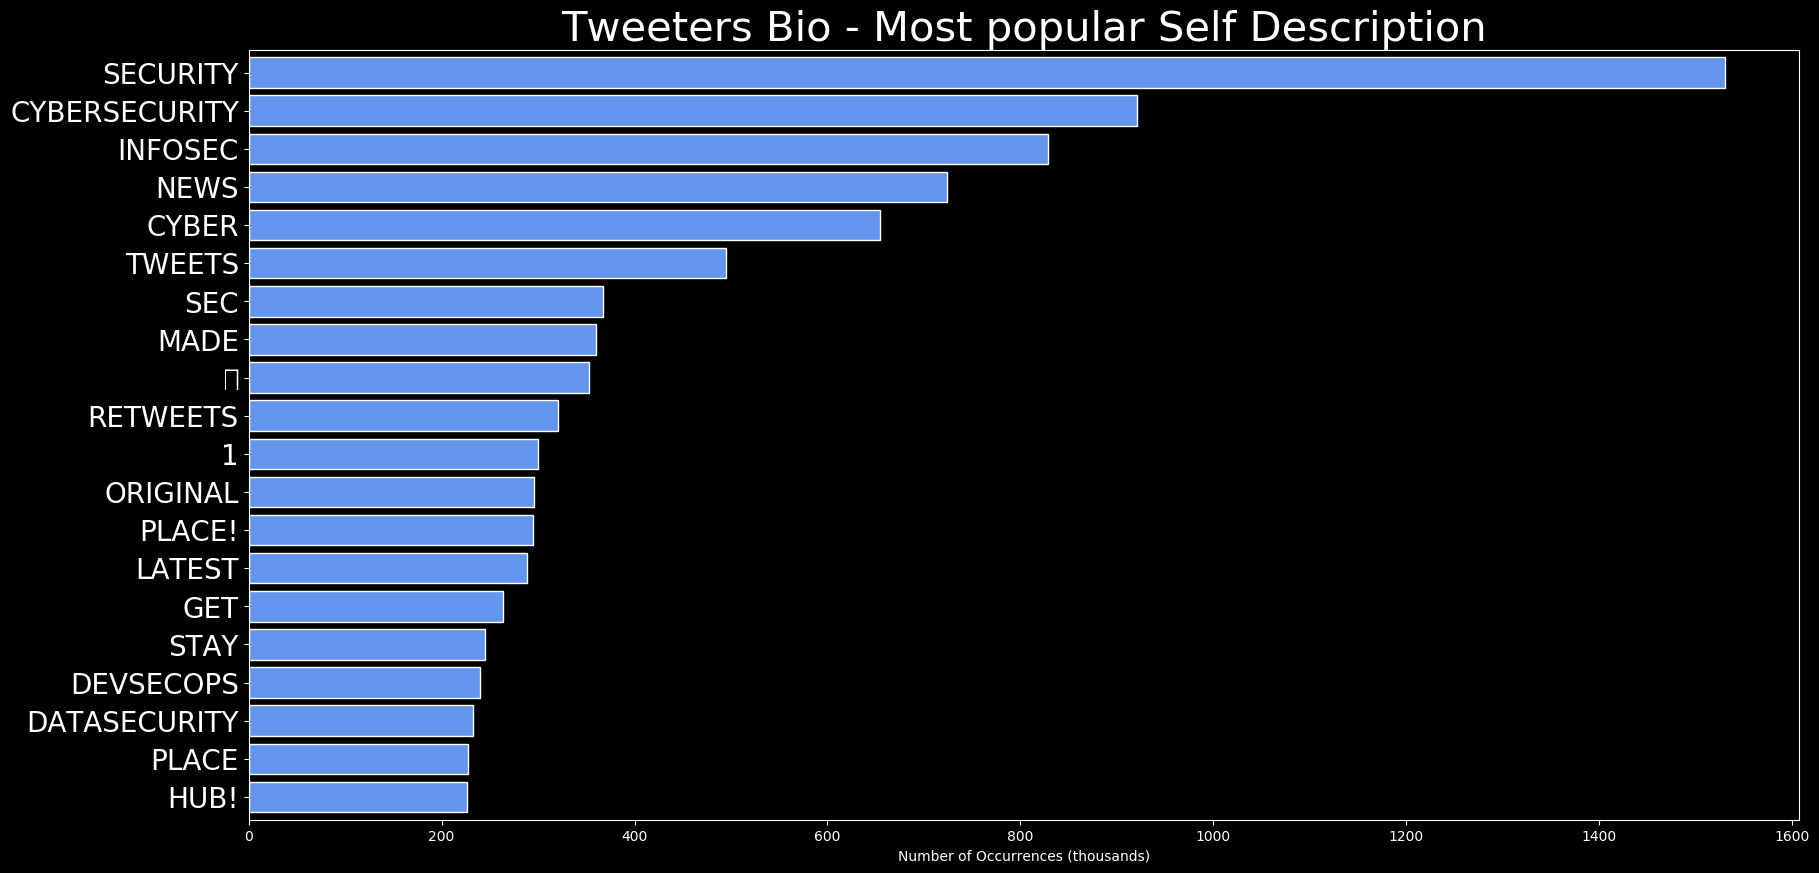 Tweeters Bio - Most popular Self Description
SECURITY
CYBERSECURITY
INFOSEC
NEWS
CYBER
TWEETS
SEC
MADE
RETWEETS
1
ORIGINAL
PLACE!
LATEST
GET
STAY
DEVSECOPS
DATASECURITY
PLACE
HUB!
0 200 400 600 800 1000 1200 1400 1600
Number of Occurrences (thousands)